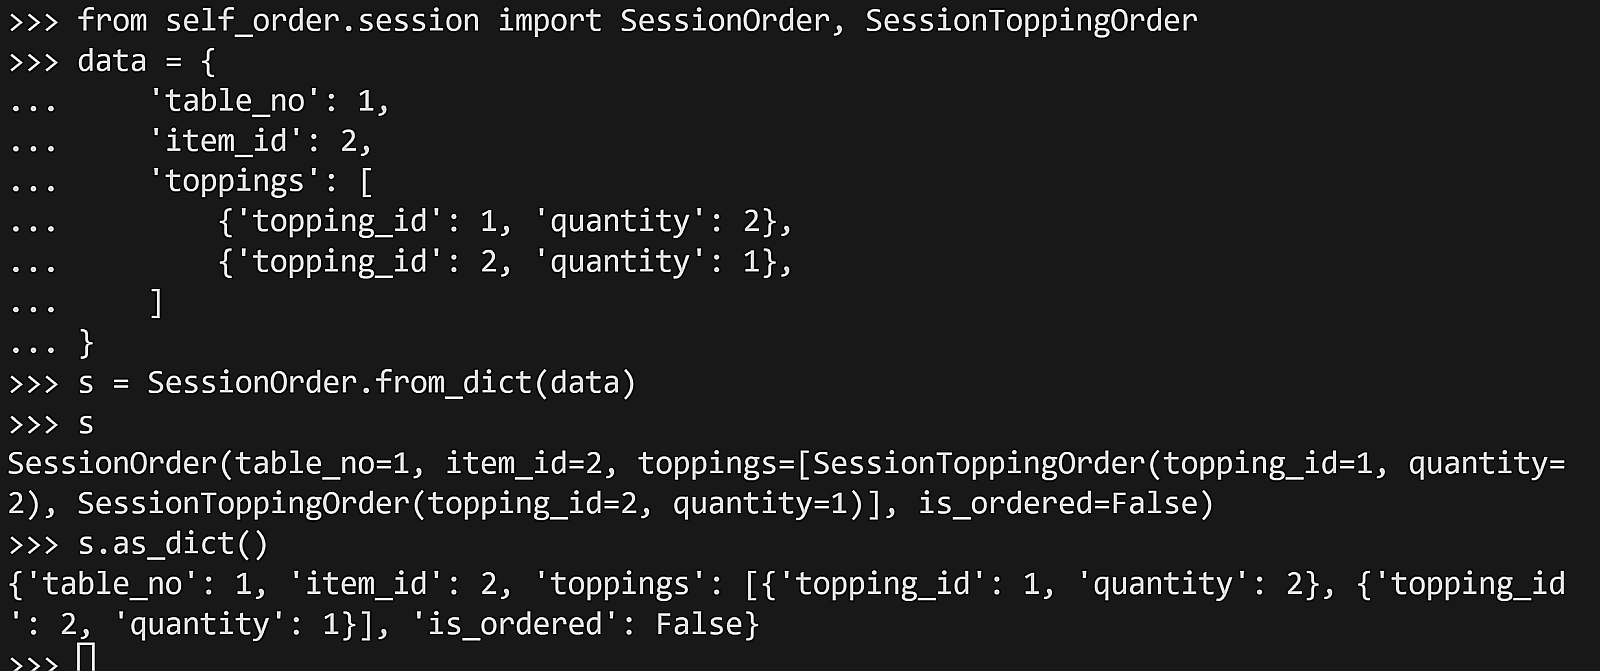 >>> from self_order.session import SessionOrder, SessionToppingOrder
>>> data = {
...     'table_no': 1,
...     'item_id': 2,
...     'toppings': [
...         {'topping_id': 1, 'quantity': 2},
...         {'topping_id': 2, 'quantity': 1},
...     ]
... }
>>> s = SessionOrder.from_dict(data)
>>> s
SessionOrder(table_no=1, item_id=2, toppings=[SessionToppingOrder(topping_id=1, quantity=
2), SessionToppingOrder(topping_id=2, quantity=1)], is_ordered=False)
>>> s.as_dict()
{'table_no': 1, 'item_id': 2, 'toppings': [{'topping_id': 1, 'quantity': 2}, {'topping_id
': 2, 'quantity': 1}], 'is_ordered': False}
>>>